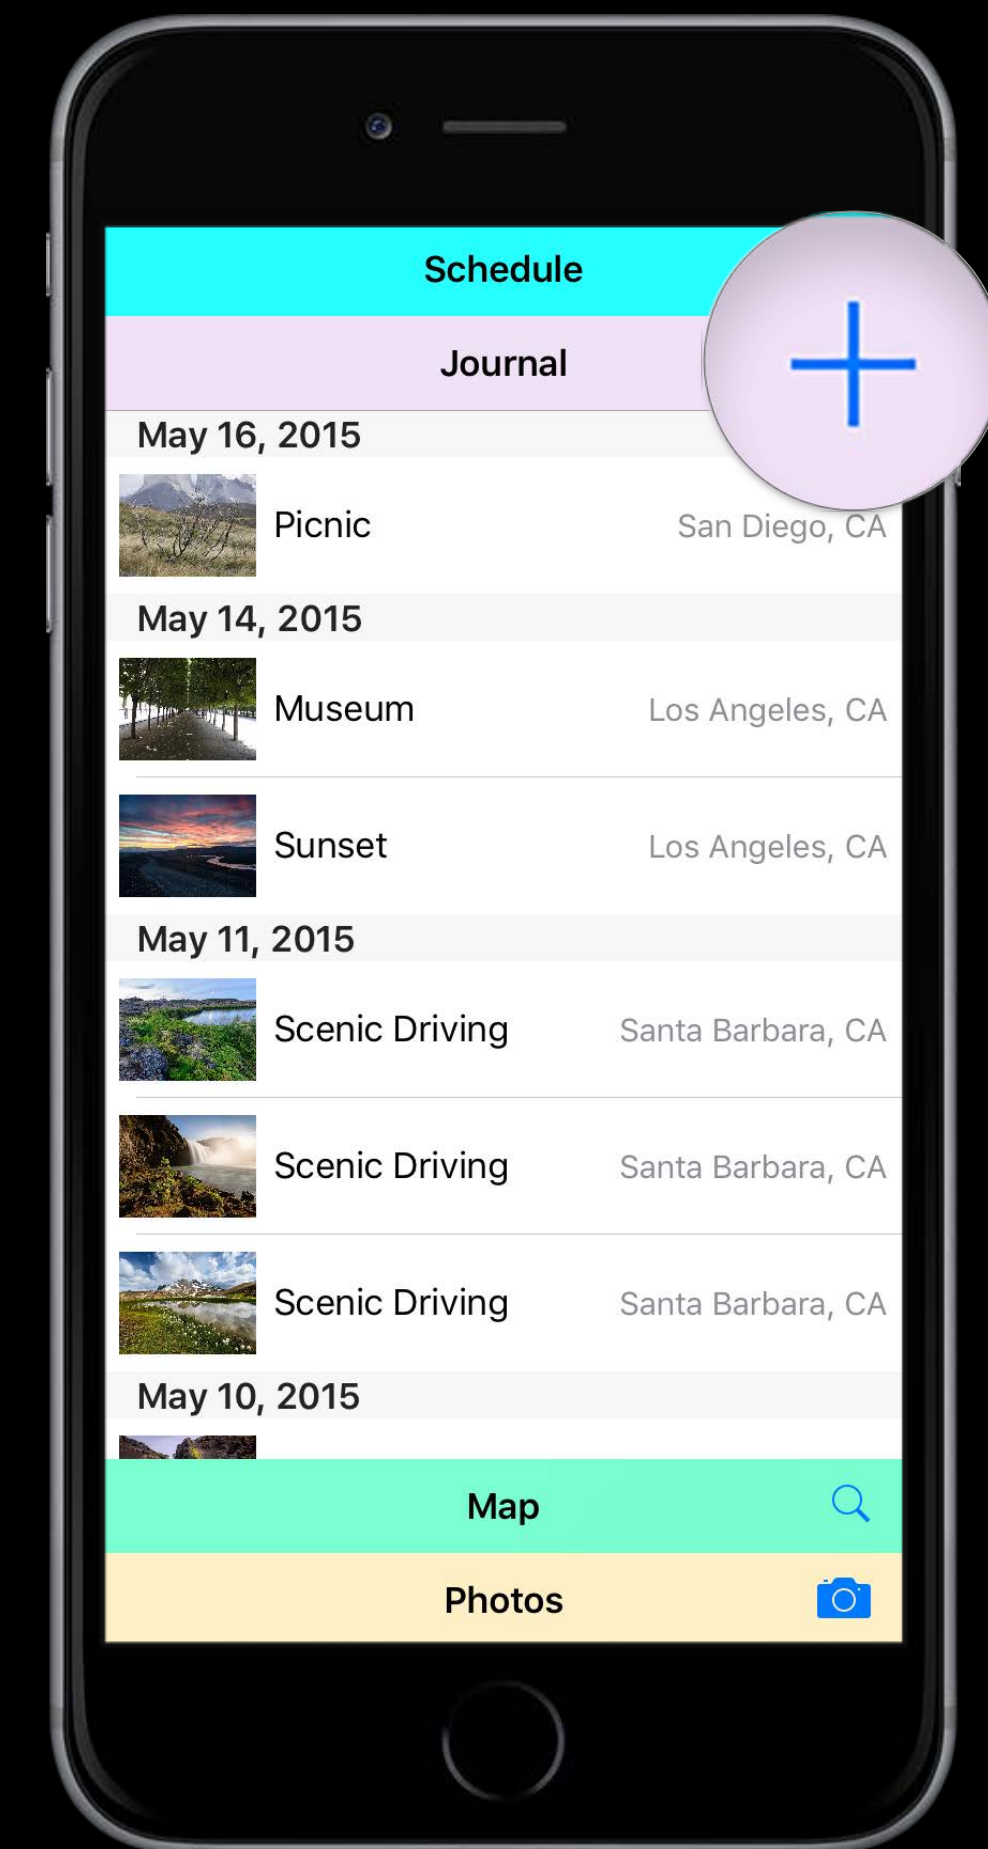 Schedule
Journal
May 16, 2015
Picnic San Diego, CA
May 14, 2015
Museum Los Angeles, CA
Sunset Los Angeles, CA
May 11, 2015
Scenic Driving Santa Barbara, CA
Scenic Driving Santa Barbara, CA
Scenic Driving Santa Barbara, CA
May 10, 2015
Map
Photos